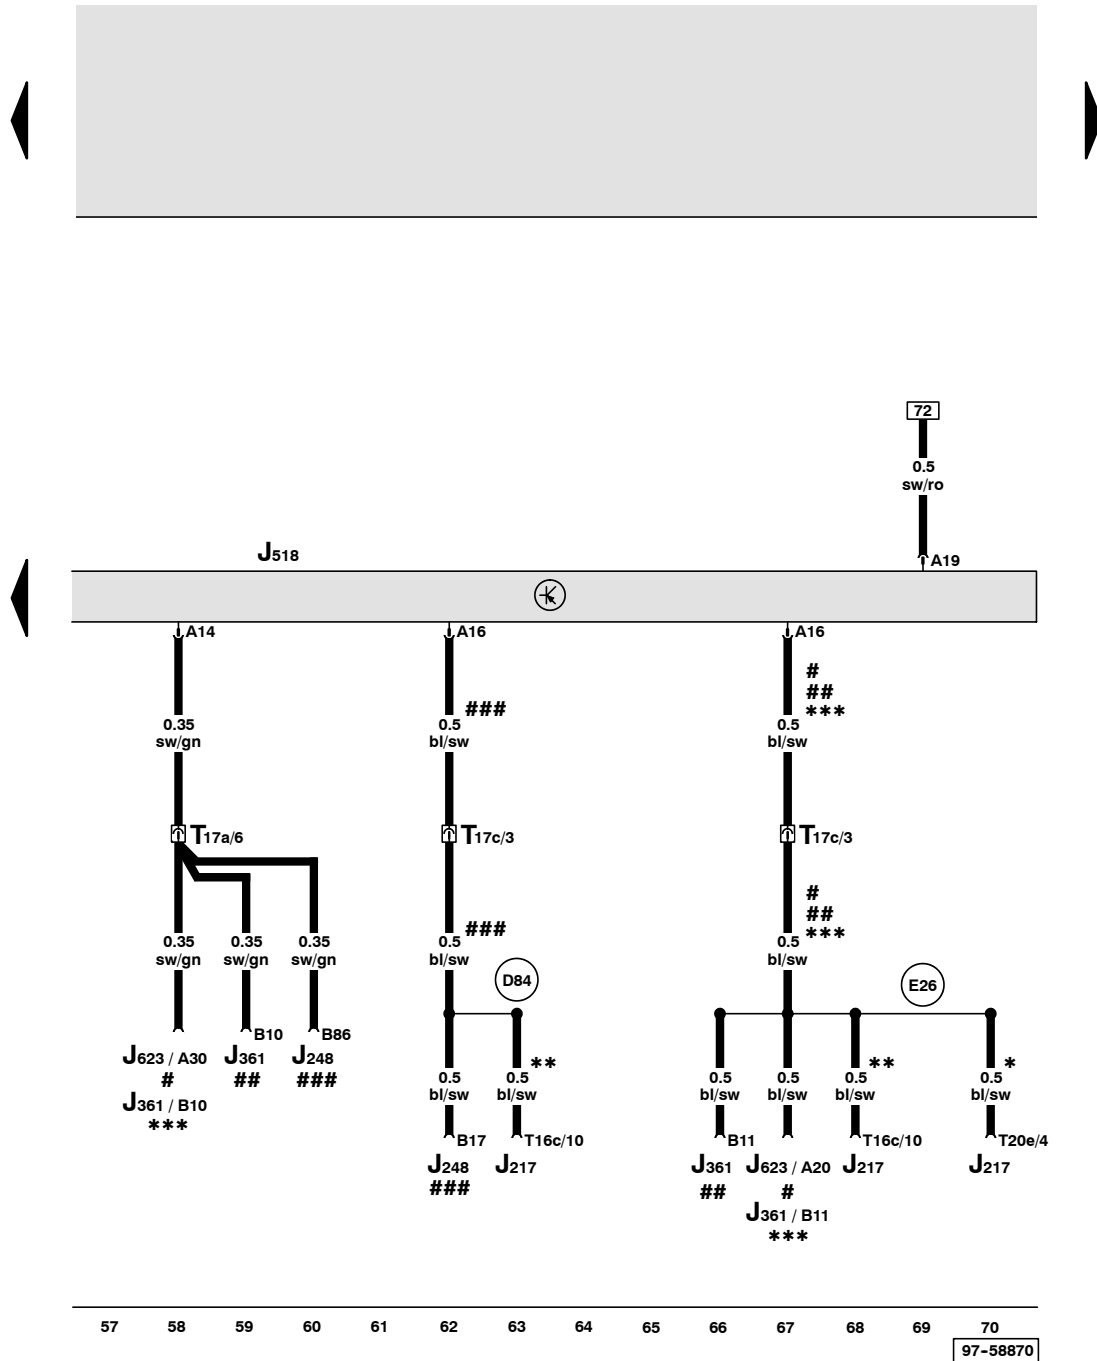 72
0.5
sw/ro
J518
A19
A14
A16
A16
#
##
***
###
0.35
sw/gn
0.5
bl/sw
0.5
bl/sw
T17a/6
T17c/3
T17c/3
#
##
***
###
0.35
sw/gn
0.35
sw/gn
0.35
sw/gn
0.5
bl/sw
0.5
bl/sw
D84
E26
B10
B86
J623 / A30
J361
J248
#
##
###
J361 / B10
***
**
**
*
0.5
bl/sw
0.5
bl/sw
0.5
bl/sw
0.5
bl/sw
0.5
bl/sw
0.5
bl/sw
B17
T16c/10
B11
T16c/10
T20e/4
J248
J217
J361
J623 / A20
J217
J217
###
##
#
J361 / B11
***
57 58 59 60 61 62 63 64 65 66 67 68 69 70
97-58870